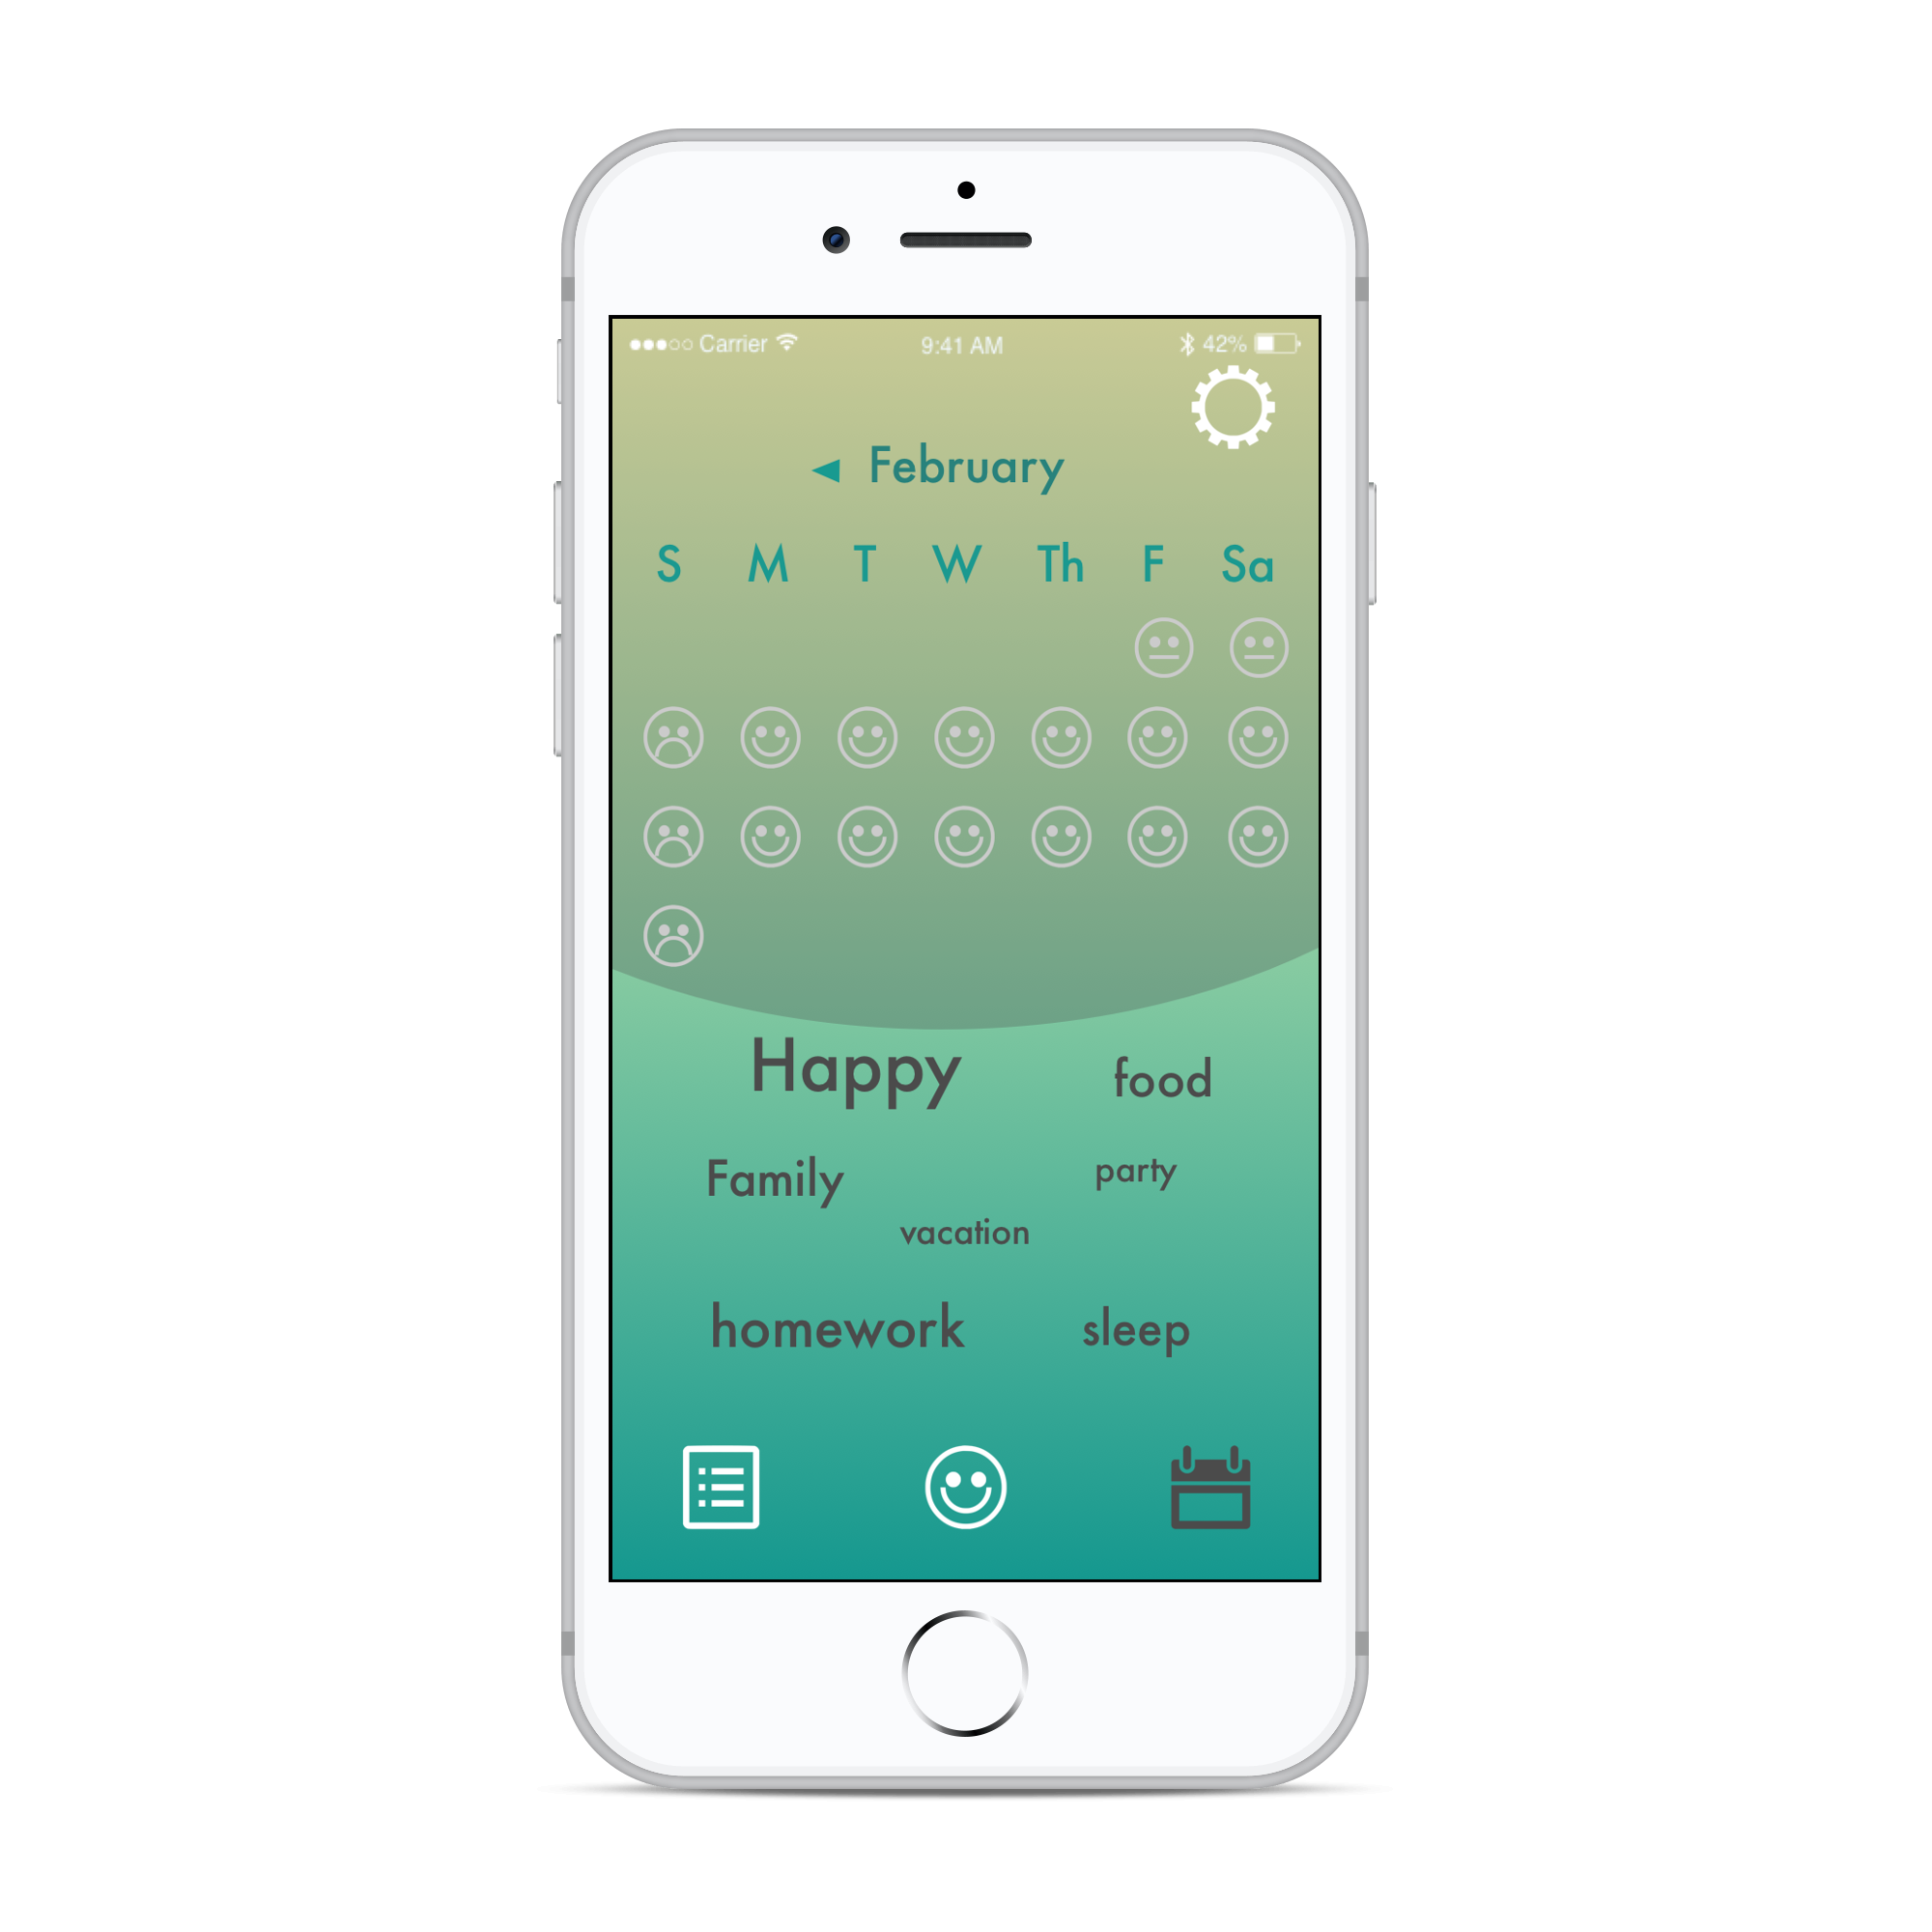 Carrier 9:41 AM 42%
February
S M T W Th F Sa
Happy food
Family party
vacation
homework sleep